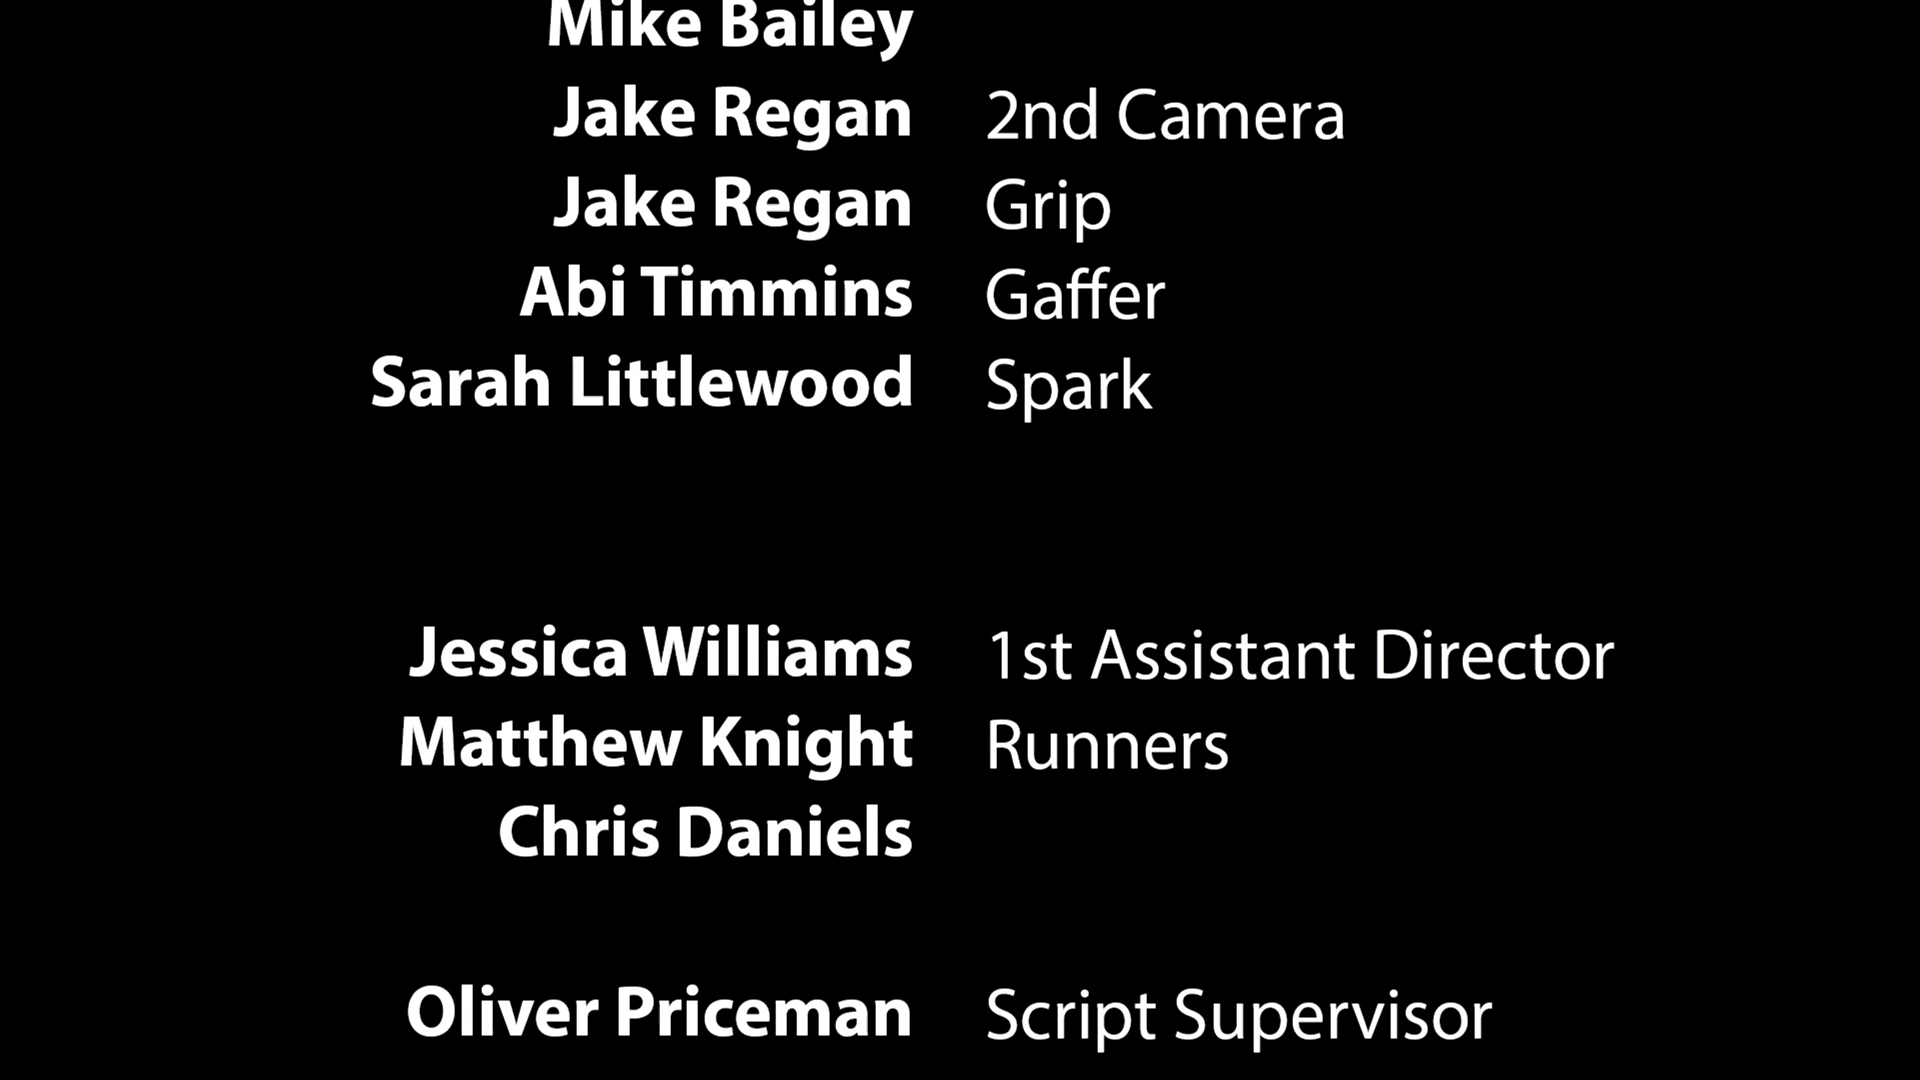 Mike Bailey
Jake Regan 2nd Camera
Jake Regan Grip
Abi Timmins Gaffer
Sarah Littlewood Spark
Jessica Williams 1st Assistant Director
Matthew Knight Runners
Chris Daniels
Oliver Priceman Script Supervisor